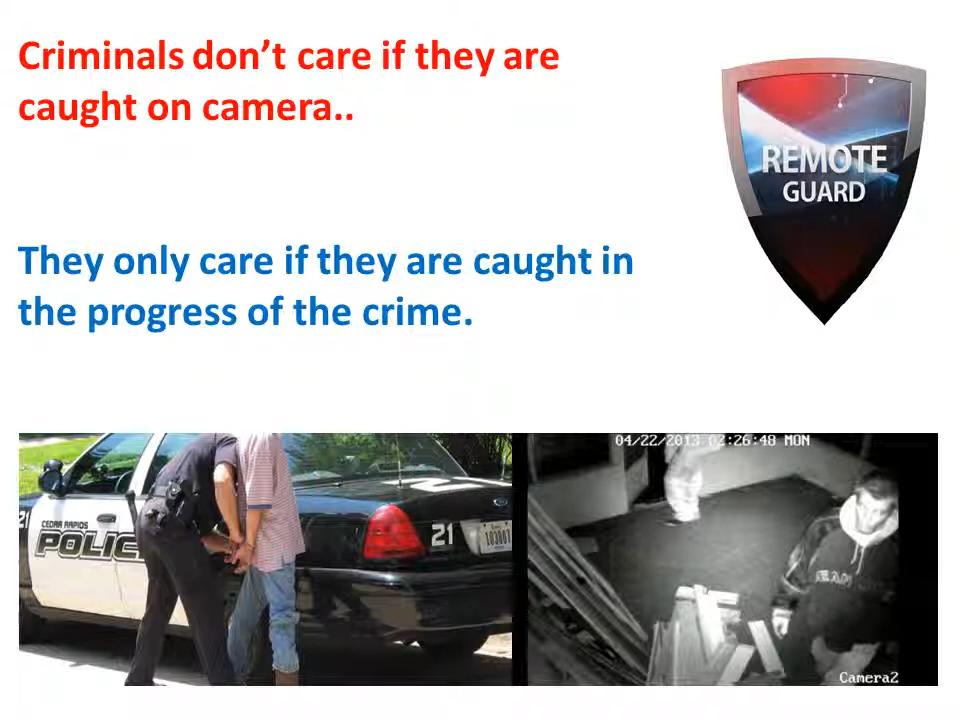 Criminals don’t care if they are
caught on camera..
REMOTE
GUARD
They only care if they are caught in
the progress of the crime.
04/22/2013 02:26:48 MON
CEDAR RAPIDS
POLIC
21
Camera2